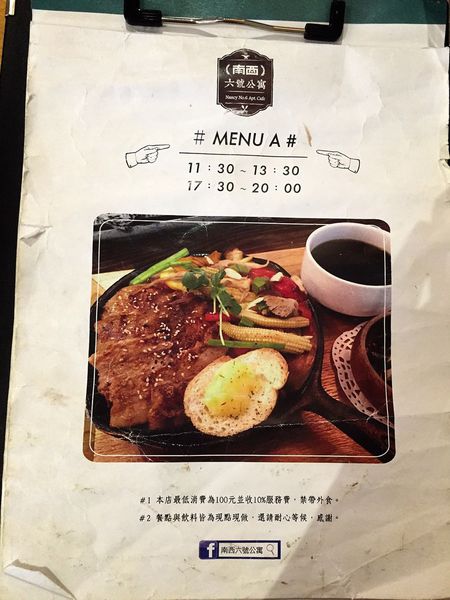 (南西)
六號公寓
Nancy No.6 Apt. Café
# MENU A #
11：30 ~ 13：30
17：30 ~ 20：00
#1 本店最低消費為100元並收10%服務費，禁帶外食。
#2 餐點與飲料皆為現點現做，還請耐心等候，感謝。
f 南西六號公寓